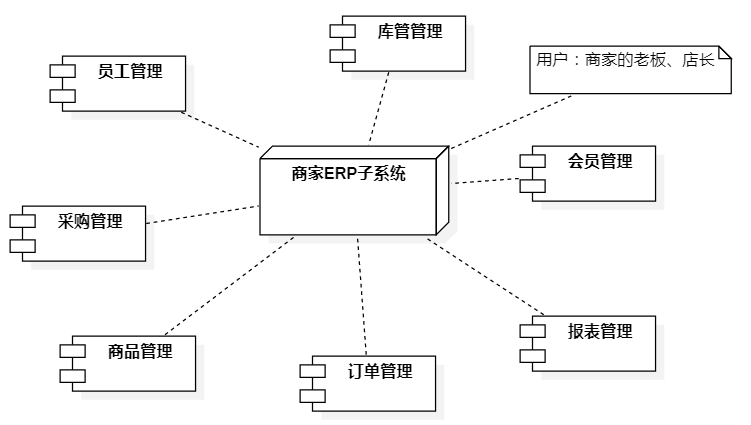 库管管理
员工管理
用户：商家的老板、店长
商家ERP子系统
会员管理
采购管理
报表管理
商品管理
订单管理